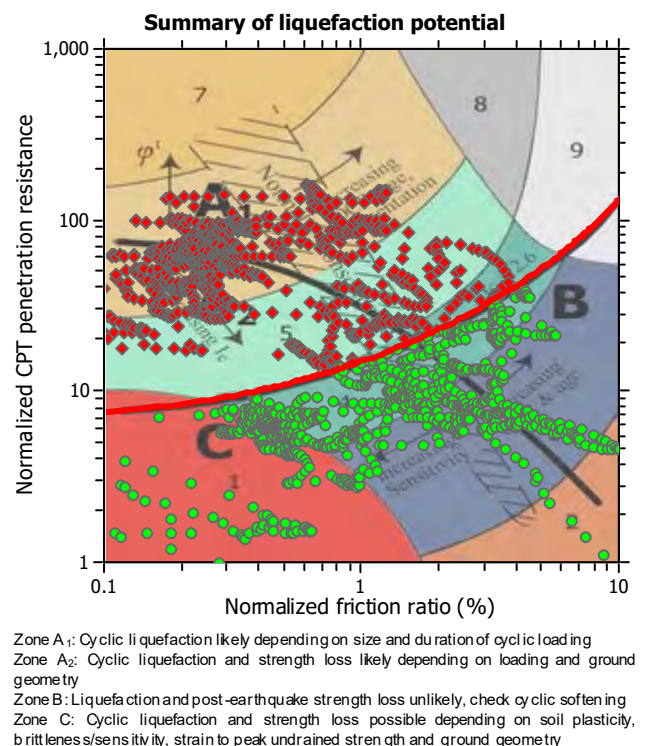 Summary of liquefaction potential
1,000
7
8
9
φ'
100
A1
2
5
B
10
C
1
Sensitivity
2
1
0.1
1
10
Normalized CPT penetration resistance
Normalized friction ratio (%)
Zone A1: Cyclic liquefaction likely depending on size and duration of cyclic loading
Zone A2: Cyclic liquefaction and strength loss likely depending on loading and ground
geometry
Zone B: Liquefaction and post-earthquake strength loss unlikely, check cyclic softening
Zone C: Cyclic liquefaction and strength loss possible depending on soil plasticity,
brittleness/sensitivity, strain to peak undrained strength and ground geometry